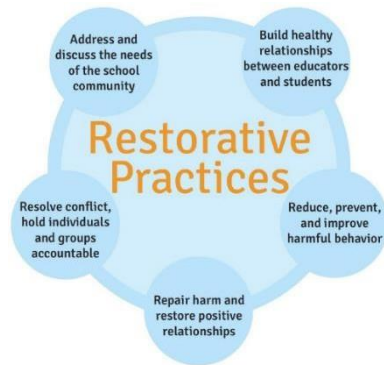 Address and
discuss the needs
of the school
community
Build healthy
relationships
between educators
and students
Restorative
Practices
Resolve conflict,
hold individuals
and groups
accountable
Reduce, prevent,
and improve
harmful behavior
Repair harm and
restore positive
relationships